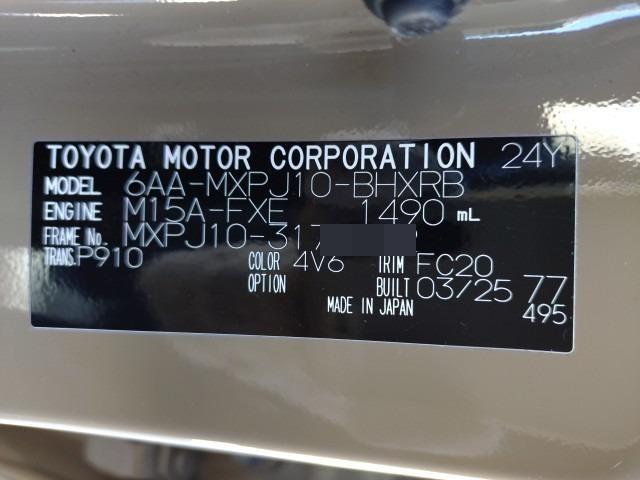 TOYOTA MOTOR CORPORATION 24Y
MODEL 6AA-MXPJ10-BHXRB
ENGINE M15A-FXE 1490 mL
FRAME No. MXPJ10-317
TRANS. P910 COLOR 4V6 TRIM FC20
OPTION BUILT 03/25 77
MADE IN JAPAN 495